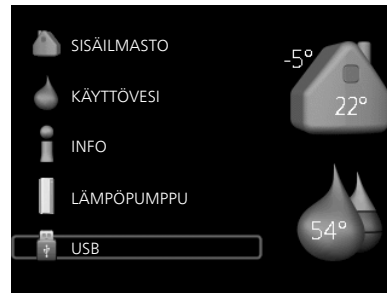 SISÄILMASTO
-5°
KÄYTTÖVESI
22°
INFO
LÄMPÖPUMPPU
54°
USB